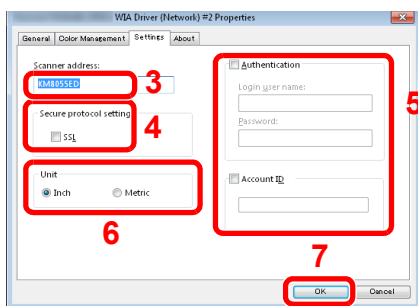 WIA Driver (Network) #2 Properties
General Color Management Settings About
Scanner address:
KM8055ED
3
Secure protocol setting
4
SSL
Unit
Inch Metric
6
Authentication
Login user name:
Password:
5
Account ID
7
OK Cancel